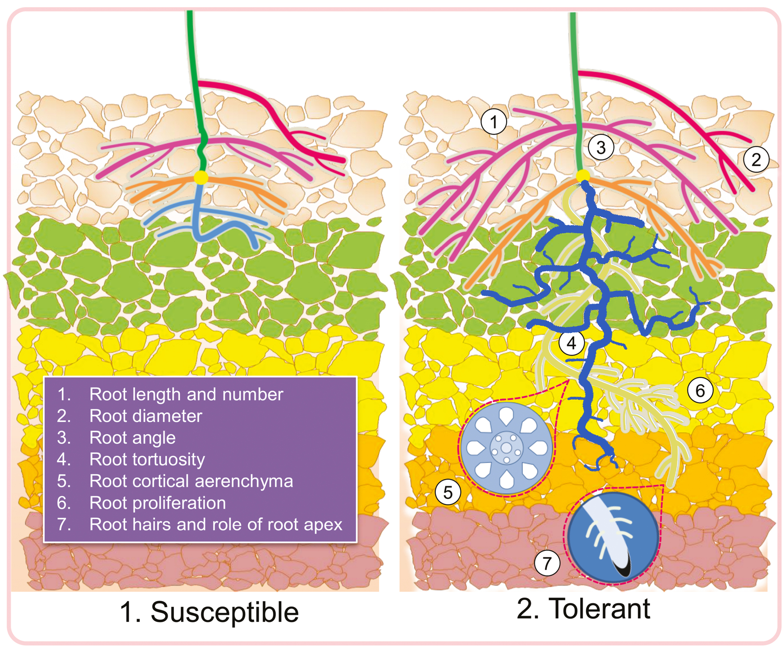 1
2
3
4
6
5
7
1. Root length and number
2. Root diameter
3. Root angle
4. Root tortuosity
5. Root cortical aerenchyma
6. Root proliferation
7. Root hairs and role of root apex
1. Susceptible
2. Tolerant